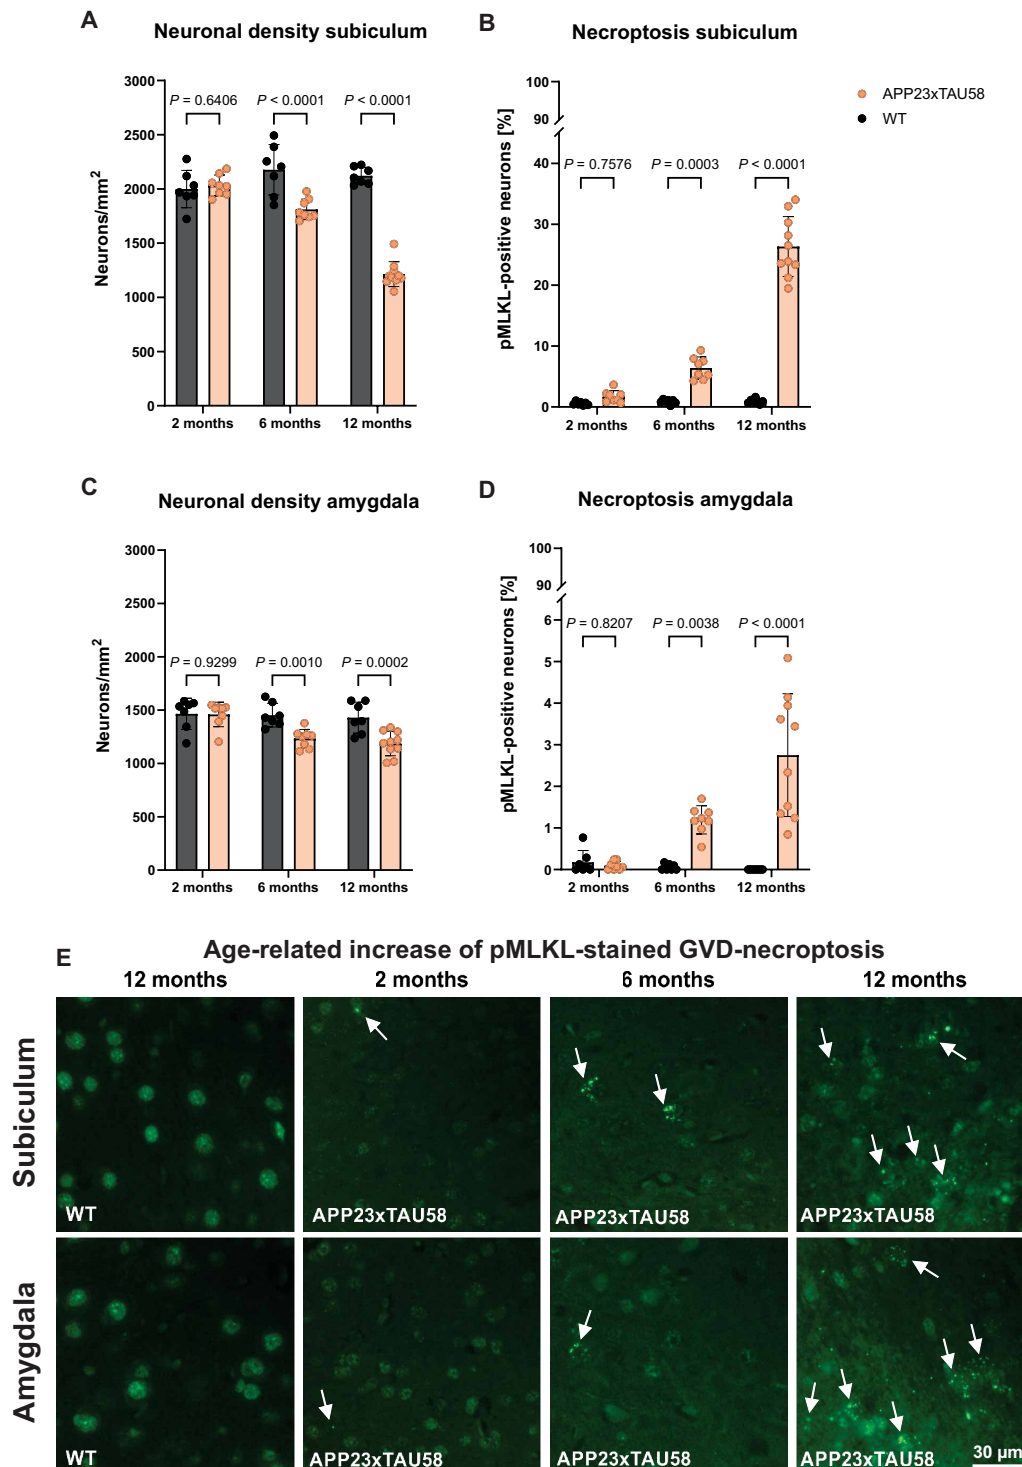 A
Neuronal density subiculum
3000
2500
2000
1500
1000
500
0
Neurons/mm2
P = 0.6406
P < 0.0001
P < 0.0001
2 months
6 months
12 months
B
Necroptosis subiculum
100
90
40
30
20
10
0
pMLKL-positive neurons [%]
P = 0.7576
P = 0.0003
P < 0.0001
2 months
6 months
12 months
APP23xTAU58
WT
C
Neuronal density amygdala
3000
2500
2000
1500
1000
500
0
Neurons/mm2
P = 0.9299
P = 0.0010
P = 0.0002
2 months
6 months
12 months
D
Necroptosis amygdala
100
90
6
5
4
3
2
1
0
pMLKL-positive neurons [%]
P = 0.8207
P = 0.0038
P < 0.0001
2 months
6 months
12 months
E
Age-related increase of pMLKL-stained GVD-necroptosis
12 months
2 months
6 months
12 months
Subiculum
WT
APP23xTAU58
APP23xTAU58
APP23xTAU58
Amygdala
WT
APP23xTAU58
APP23xTAU58
APP23xTAU58
30 µm